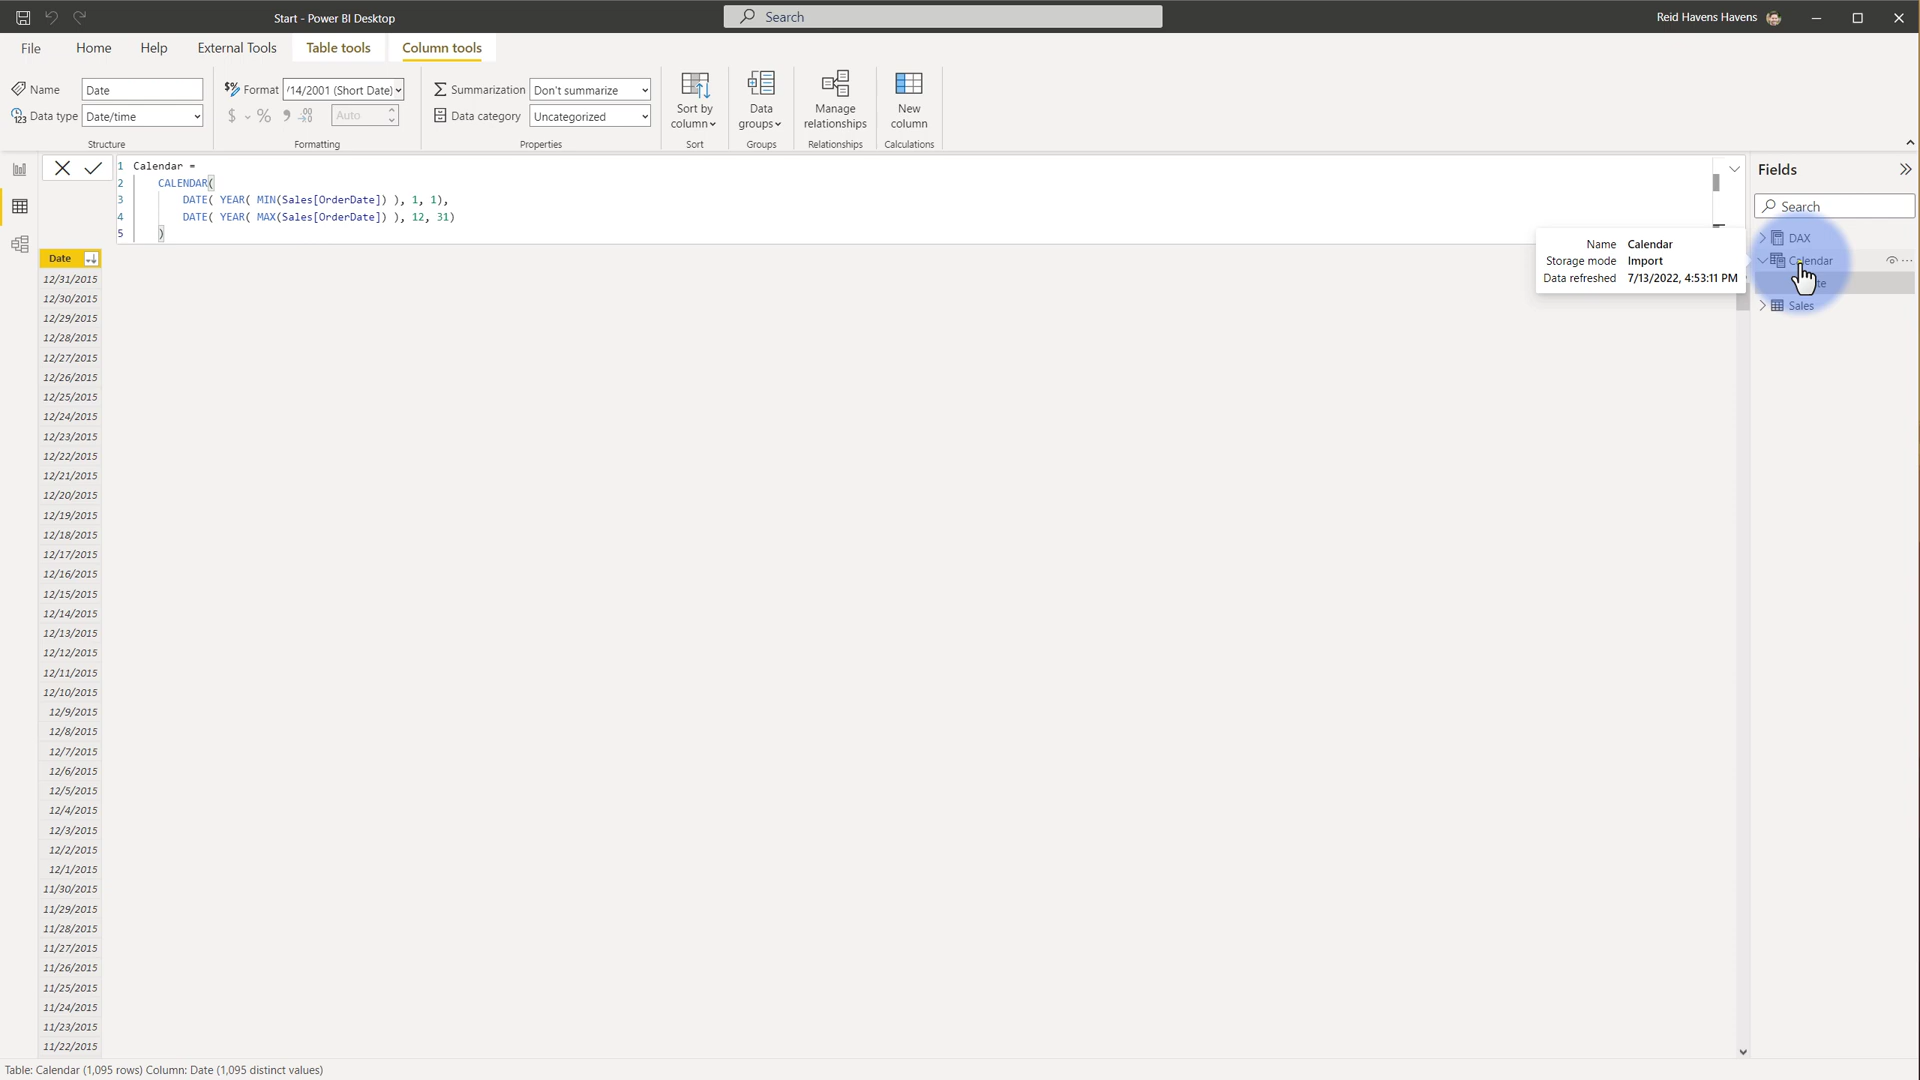 Start - Power BI Desktop
Search
Reid Havens Havens
File
Home
Help
External Tools
Table tools
Column tools
Name
Date
Data type
Date/time
Structure
Format
/14/2001 (Short Date)
$ % 9
Auto
Formatting
Summarization
Don't summarize
Data category
Uncategorized
Properties
Sort by
column
Sort
Data
groups
Groups
Manage
relationships
Relationships
New
column
Calculations
1 Calendar =
2 CALENDAR(
3 DATE( YEAR( MIN(Sales[OrderDate]) ), 1, 1),
4 DATE( YEAR( MAX(Sales[OrderDate]) ), 12, 31)
5 )
Name Calendar
Storage mode Import
Data refreshed 7/13/2022, 4:53:11 PM
Fields
Search
DAX
Calendar
Sales
Date
12/31/2015
12/30/2015
12/29/2015
12/28/2015
12/27/2015
12/26/2015
12/25/2015
12/24/2015
12/23/2015
12/22/2015
12/21/2015
12/20/2015
12/19/2015
12/18/2015
12/17/2015
12/16/2015
12/15/2015
12/14/2015
12/13/2015
12/12/2015
12/11/2015
12/10/2015
12/9/2015
12/8/2015
12/7/2015
12/6/2015
12/5/2015
12/4/2015
12/3/2015
12/2/2015
12/1/2015
11/30/2015
11/29/2015
11/28/2015
11/27/2015
11/26/2015
11/25/2015
11/24/2015
11/23/2015
11/22/2015
Table: Calendar (1,095 rows) Column: Date (1,095 distinct values)